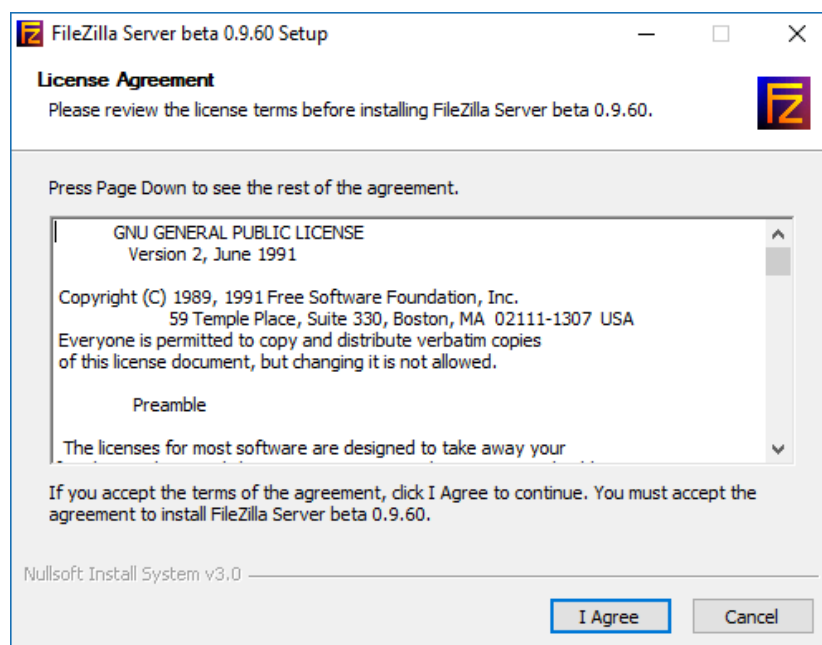 FileZilla Server beta 0.9.60 Setup
License Agreement
Please review the license terms before installing FileZilla Server beta 0.9.60.
Press Page Down to see the rest of the agreement.
GNU GENERAL PUBLIC LICENSE
Version 2, June 1991
Copyright (C) 1989, 1991 Free Software Foundation, Inc.
59 Temple Place, Suite 330, Boston, MA 02111-1307 USA
Everyone is permitted to copy and distribute verbatim copies
of this license document, but changing it is not allowed.
Preamble
The licenses for most software are designed to take away your
If you accept the terms of the agreement, click I Agree to continue. You must accept the
agreement to install FileZilla Server beta 0.9.60.
Nullsoft Install System v3.0
I Agree
Cancel